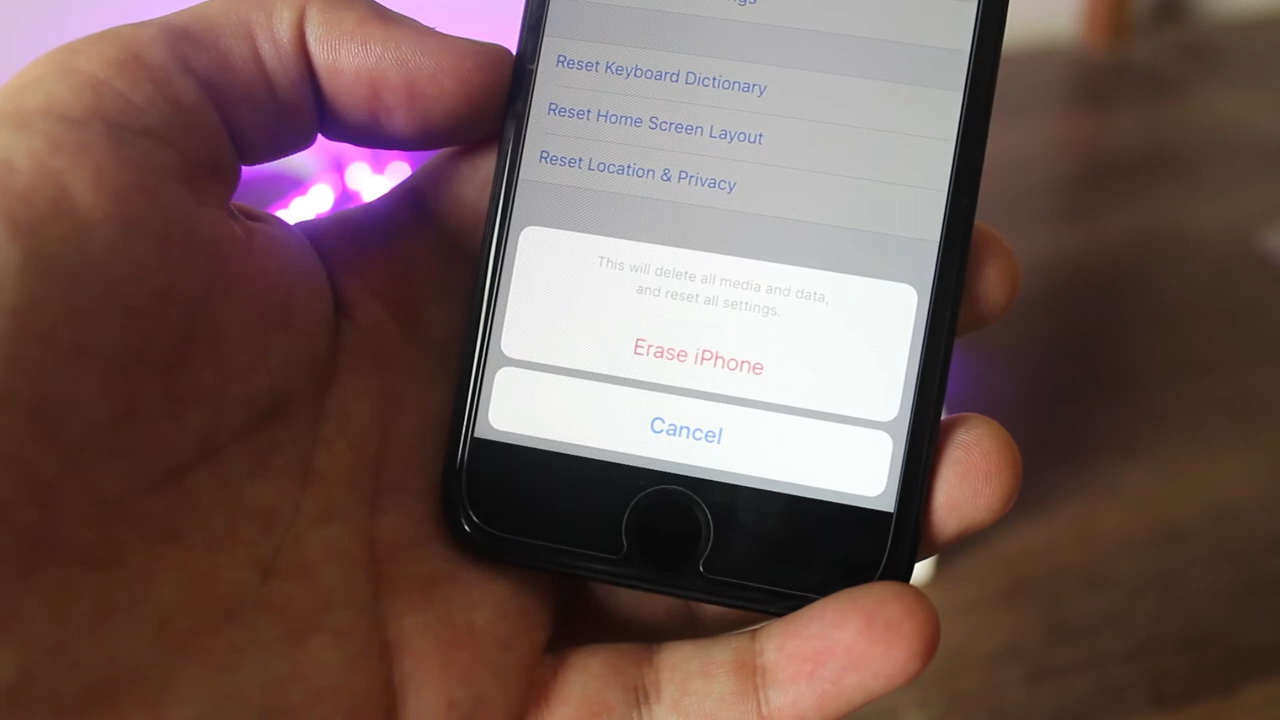 Reset Keyboard Dictionary
Reset Home Screen Layout
Reset Location & Privacy
This will delete all media and data,
and reset all settings.
Erase iPhone
Cancel